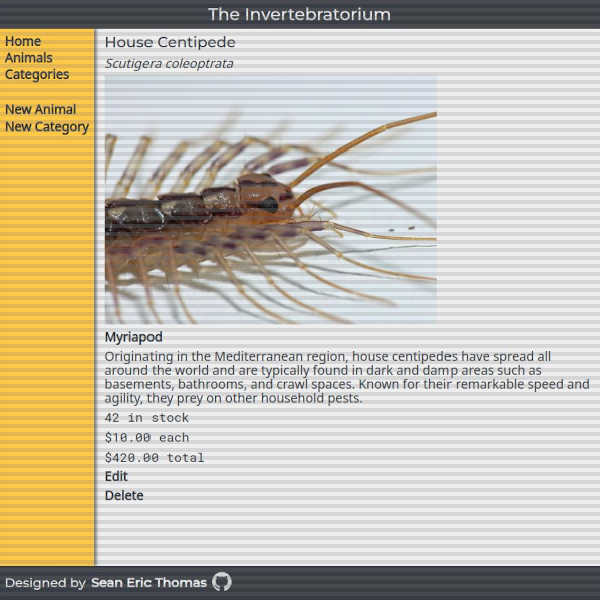 The Invertebratorium
Home
Animals
Categories
New Animal
New Category
House Centipede
Scutigera coleoptrata
Myriapod
Originating in the Mediterranean region, house centipedes have spread all
around the world and are typically found in dark and damp areas such as
basements, bathrooms, and crawl spaces. Known for their remarkable speed and
agility, they prey on other household pests.
42 in stock
$10.00 each
$420.00 total
Edit
Delete
Designed by Sean Eric Thomas